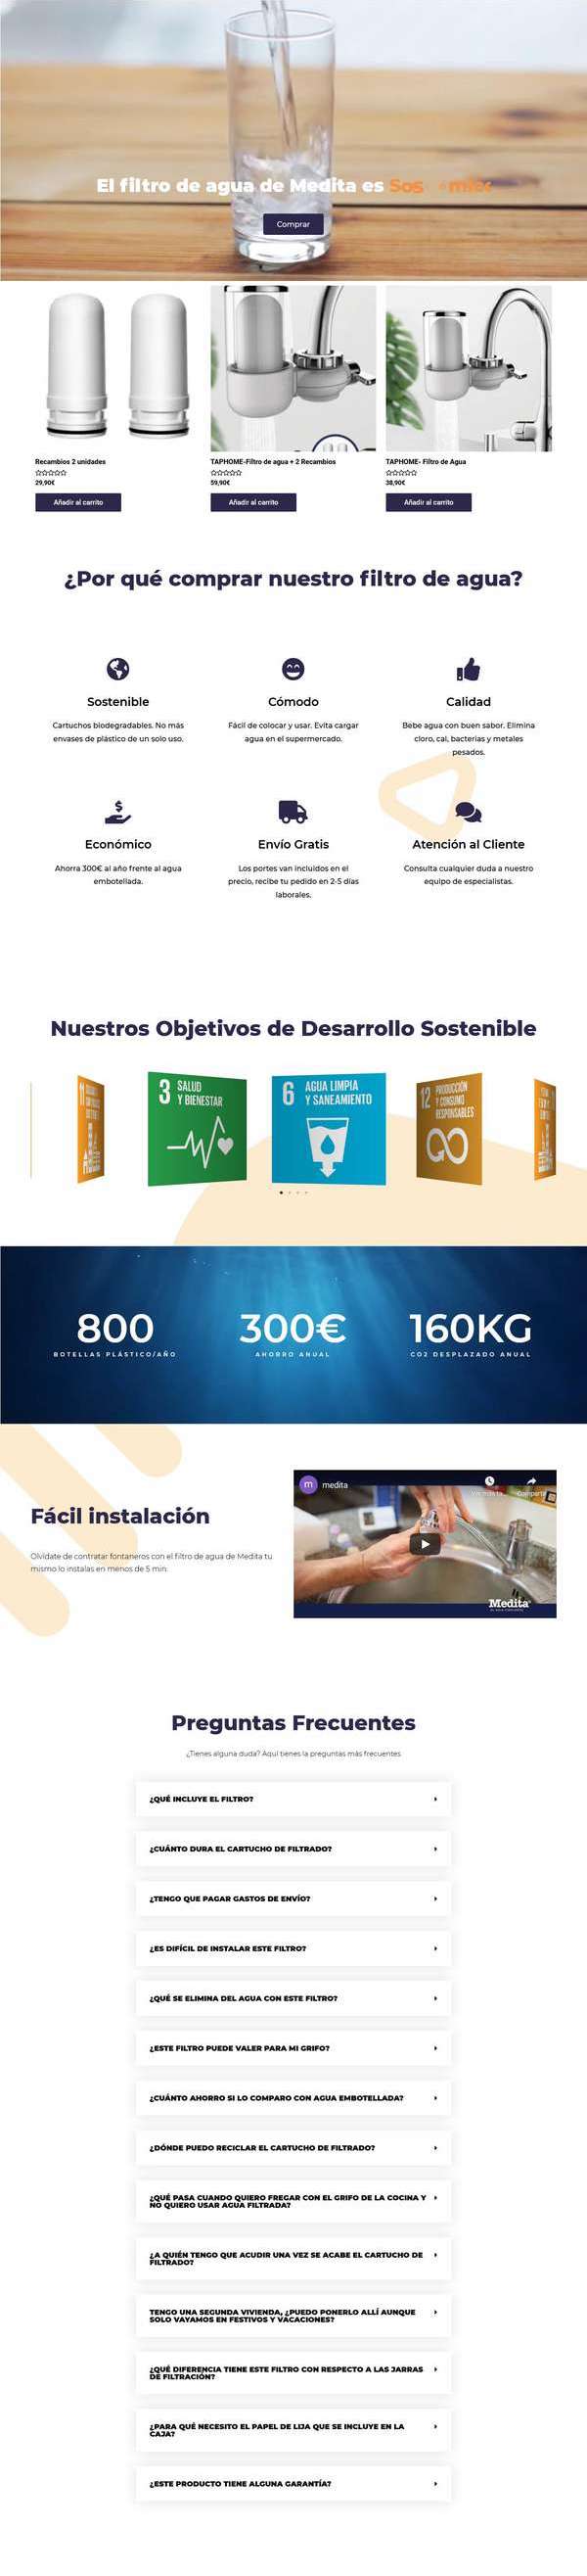 El filtro de agua de Medita es
Comprar
Recambios 2 unidades
29,90€
Añadir al carrito
TAPHOME-Filtro de agua + 2 Recambios
59,90€
Añadir al carrito
TAPHOME- Filtro de Agua
38,90€
Añadir al carrito
¿Por qué comprar nuestro filtro de agua?
Sostenible
Cartuchos biodegradables. No más
envases de plástico de un solo uso.
Cómodo
Fácil de colocar y usar. Evita cargar
agua en el supermercado.
Calidad
Bebe agua con buen sabor. Elimina
cloro, cal, bacterias y metales
pesados.
Económico
Ahorra 300€ al año frente al agua
embotellada.
Envío Gratis
Los portes van incluidos en el
precio, recibe tu pedido en 2-5 días
laborales.
Atención al Cliente
Consulta cualquier duda a nuestro
equipo de especialistas.
Nuestros Objetivos de Desarrollo Sostenible
11
3 SALUD
Y BIENESTAR
6 AGUA LIMPIA
Y SANEAMIENTO
12 PRODUCCIÓN
Y CONSUMO
RESPONSABLES
800
BOTELLAS PLÁSTICO/AÑO
300€
AHORRO ANUAL
160KG
CO2 DESPLAZADO ANUAL
Fácil instalación
Olvídate de contratar fontaneros con el filtro de agua de Medita tu
mismo lo instalas en menos de 5 min.
m medita
Medita
Preguntas Frecuentes
¿Tienes alguna duda? Aquí tienes la preguntas más frecuentes
¿QUÉ INCLUYE EL FILTRO?
¿CUÁNTO DURA EL CARTUCHO DE FILTRADO?
¿TENGO QUE PAGAR GASTOS DE ENVÍO?
¿ES DIFÍCIL DE INSTALAR ESTE FILTRO?
¿QUÉ SE ELIMINA DEL AGUA CON ESTE FILTRO?
¿ESTE FILTRO PUEDE VALER PARA MI GRIFO?
¿CUÁNTO AHORRO SI LO COMPARO CON AGUA EMBOTELLADA?
¿DÓNDE PUEDO RECICLAR EL CARTUCHO DE FILTRADO?
¿QUÉ PASA CUANDO QUIERO FREGAR CON EL GRIFO DE LA COCINA Y
NO QUIERO USAR AGUA FILTRADA?
¿A QUIÉN TENGO QUE ACUDIR UNA VEZ SE ACABE EL CARTUCHO DE
FILTRADO?
TENGO UNA SEGUNDA VIVIENDA, ¿PUEDO PONERLO ALLÍ AUNQUE
SOLO VAYAMOS EN FESTIVOS Y VACACIONES?
¿QUÉ DIFERENCIA TIENE ESTE FILTRO CON RESPECTO A LAS JARRAS
DE FILTRACIÓN?
¿PARA QUÉ NECESITO EL PAPEL DE LIJA QUE SE INCLUYE EN LA
CAJA?
¿ESTE PRODUCTO TIENE ALGUNA GARANTÍA?